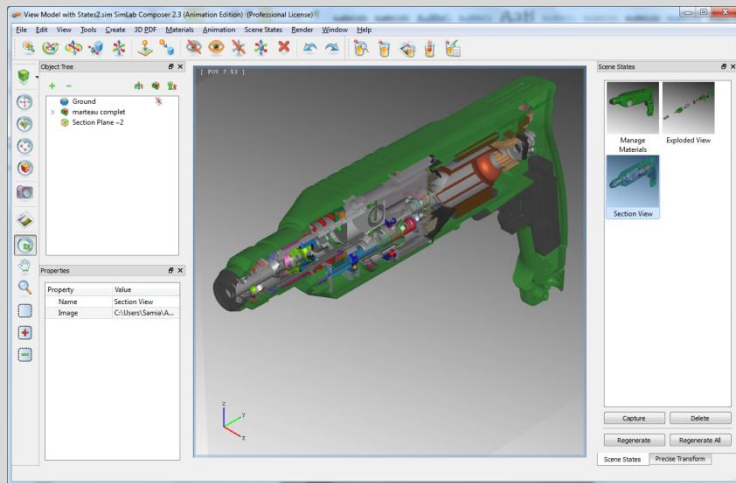 View Model with States2.sim SimLab Composer 2.3 (Animation Edition) (Professional License)
File Edit View Tools Create 3D PDF Materials Animation Scene States Render Window Help
Object Tree
Ground
marteau complet
Section Plane ~2
Properties
Property Value
Name Section View
Image C:\Users\Samia\A...
[ FOV 7.53 ]
Z
Y
X
Scene States
Manage Materials
Exploded View
Section View
Capture Delete
Regenerate Regenerate All
Scene States Precise Transform